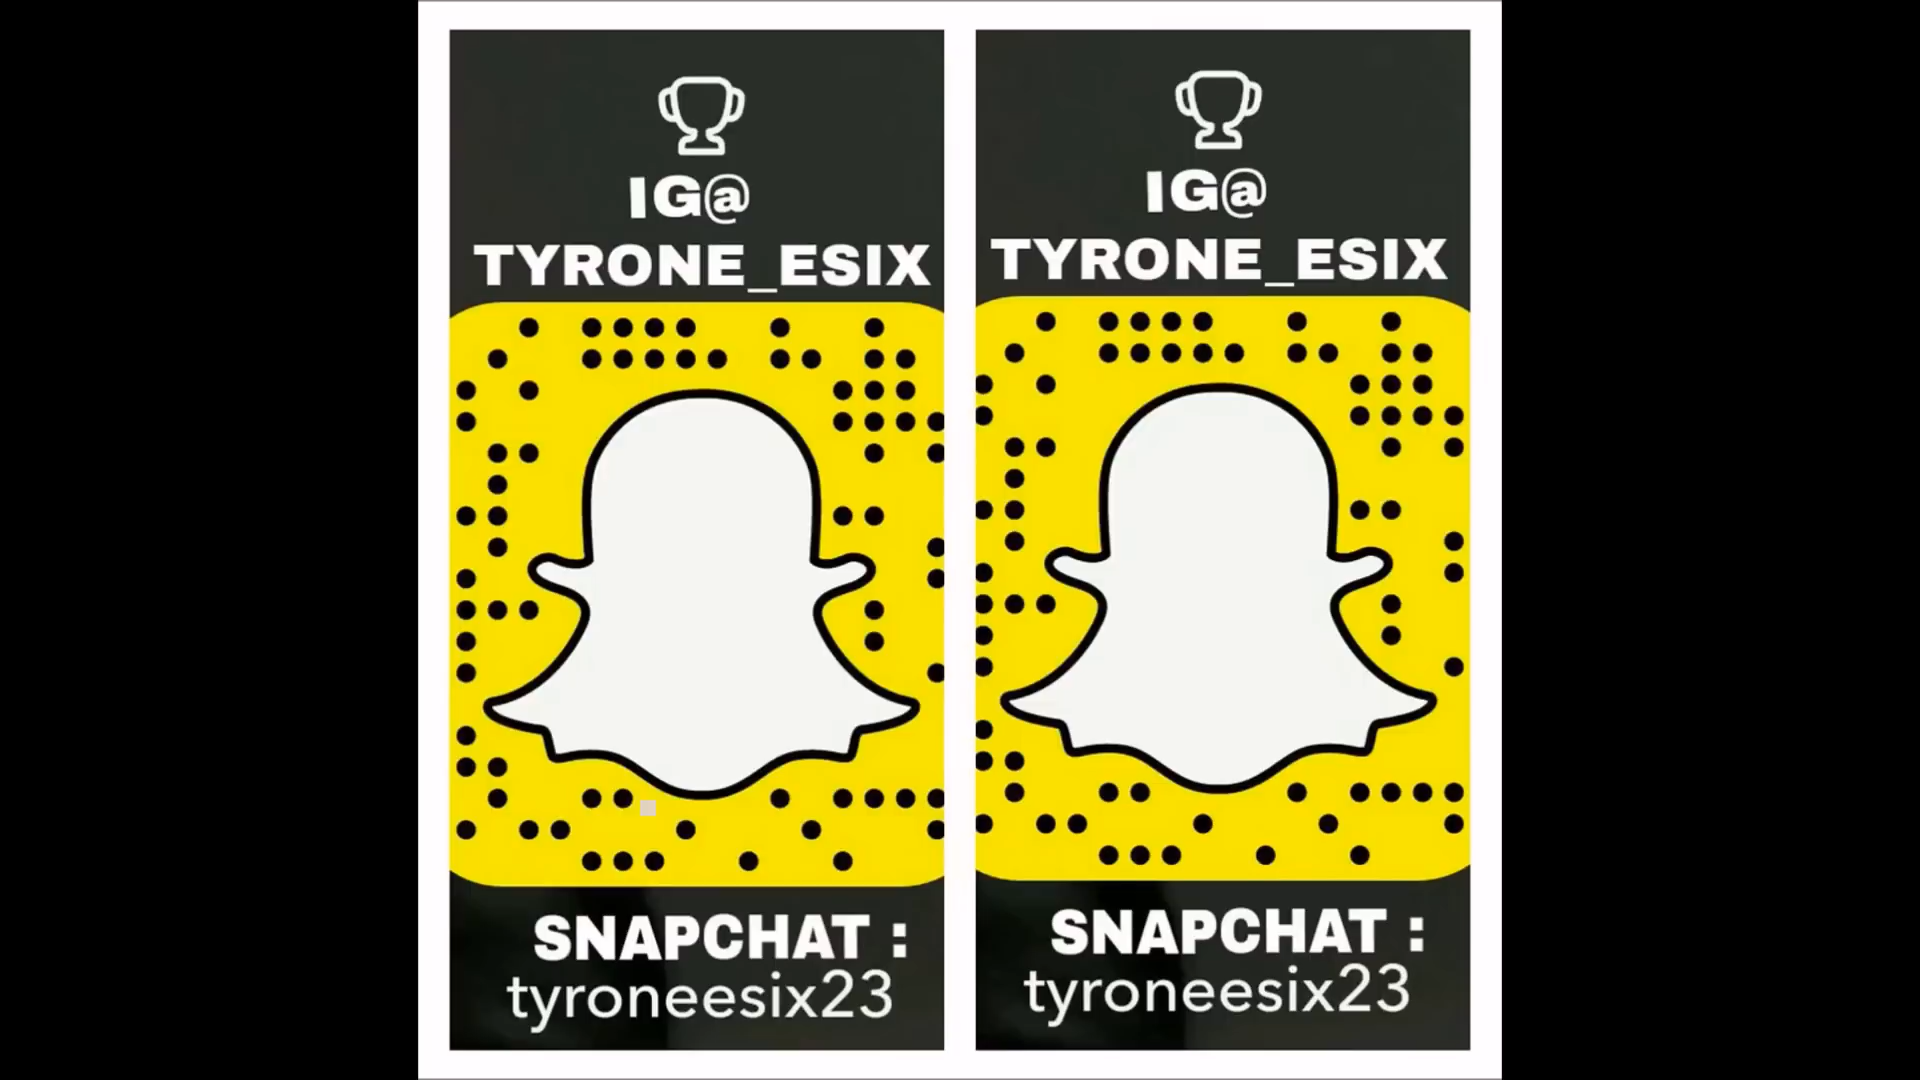 IG@
TYRONE_ESIX
SNAPCHAT :
tyroneesix23
IG@
TYRONE_ESIX
SNAPCHAT :
tyroneesix23